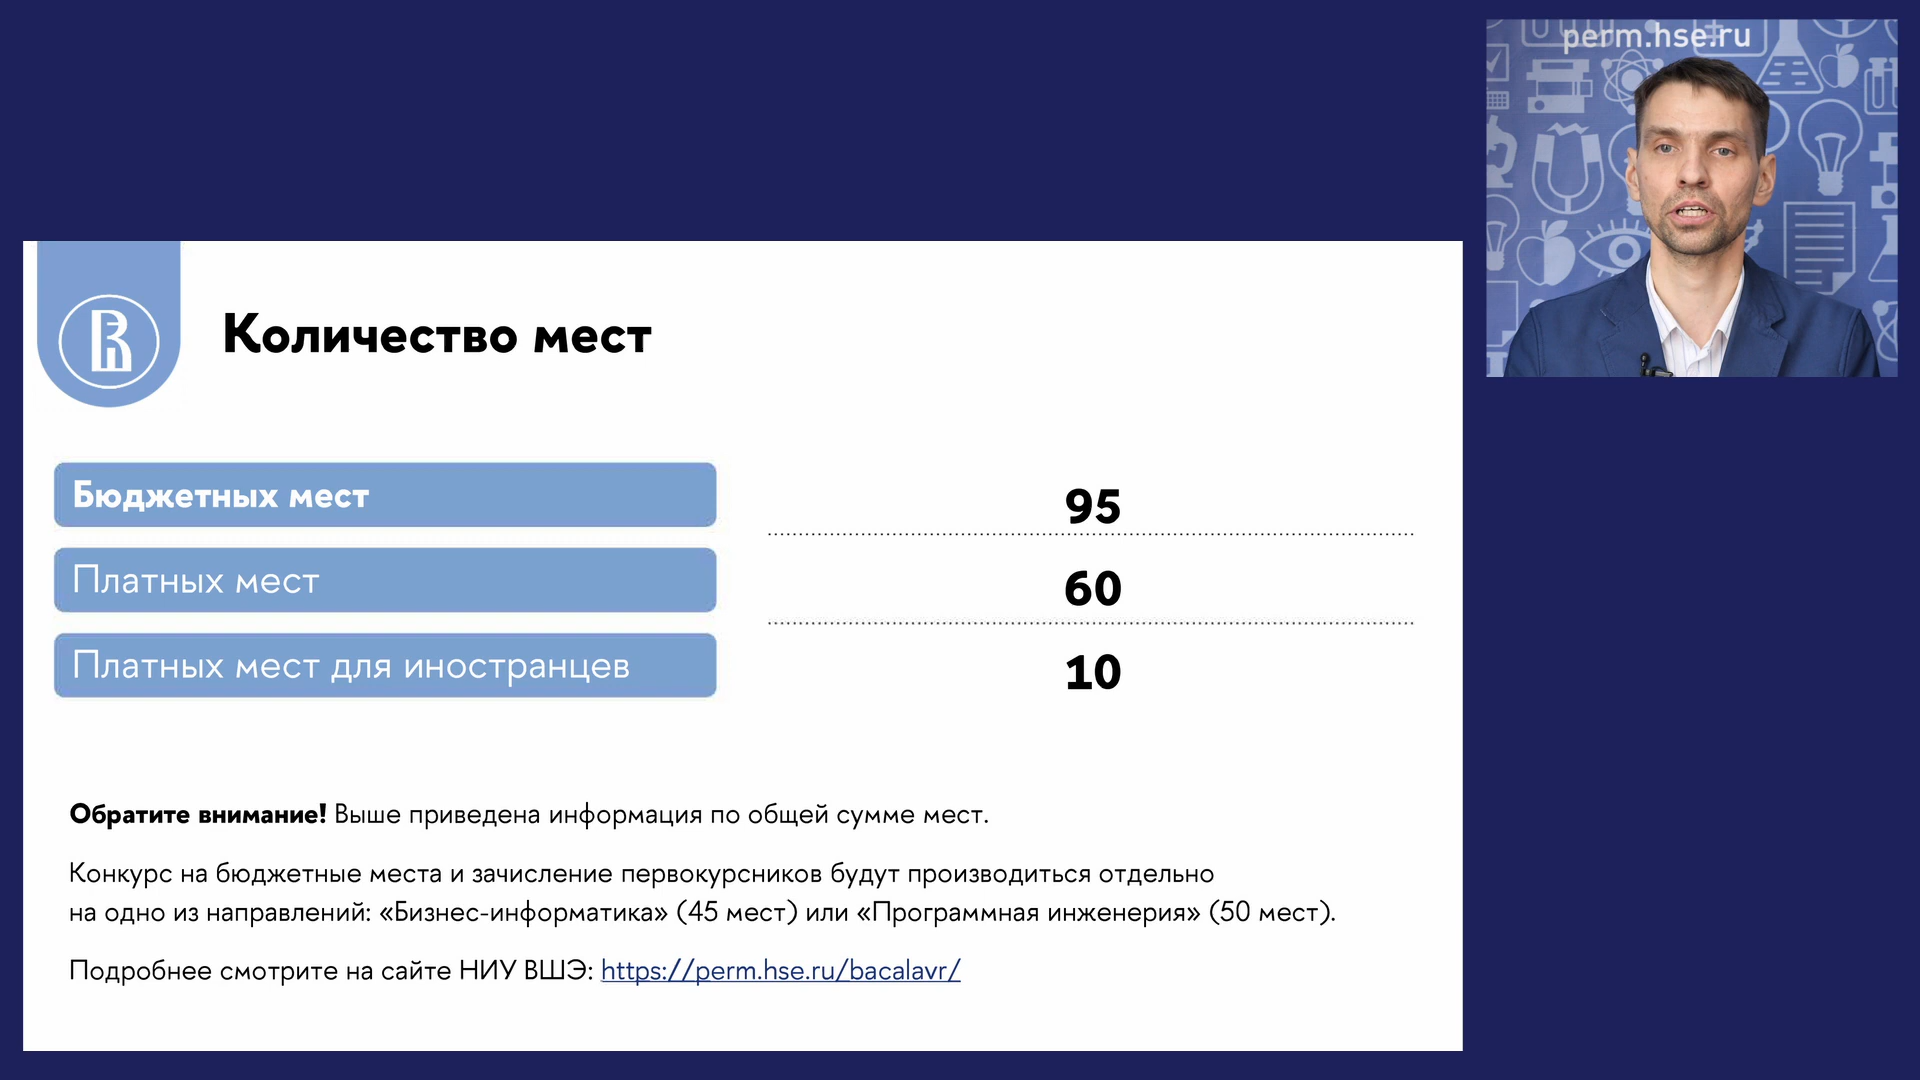 perm.hse.ru
Количество мест
Бюджетных мест
95
Платных мест
60
Платных мест для иностранцев
10
Обратите внимание! Выше приведена информация по общей сумме мест.
Конкурс на бюджетные места и зачисление первокурсников будут производиться отдельно
на одно из направлений: «Бизнес-информатика» (45 мест) или «Программная инженерия» (50 мест).
Подробнее смотрите на сайте НИУ ВШЭ: https://perm.hse.ru/bacalavr/